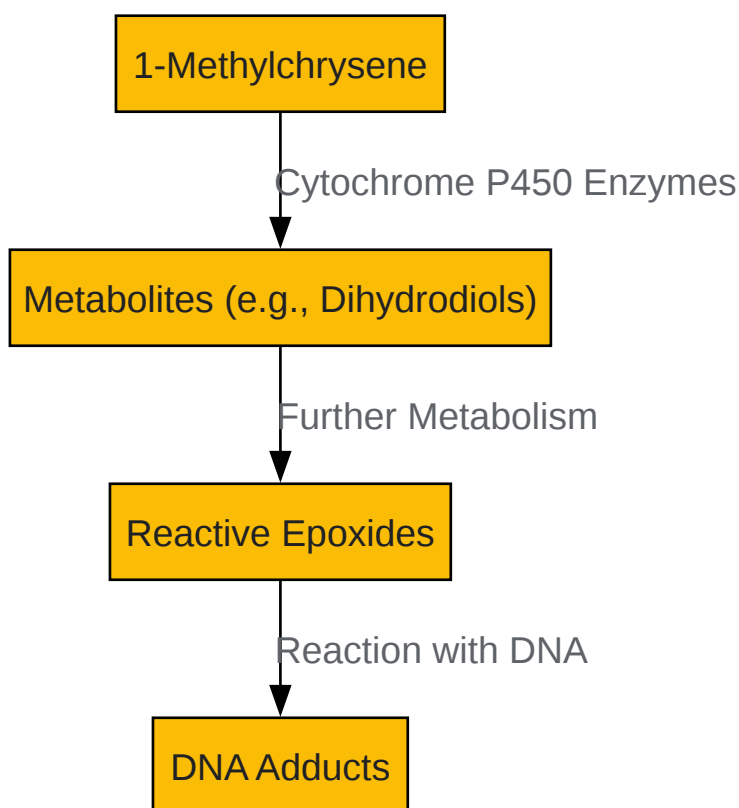 1-Methylchrysene
Cytochrome P450 Enzymes
Metabolites (e.g., Dihydrodiols)
Further Metabolism
Reactive Epoxides
Reaction with DNA
DNA Adducts